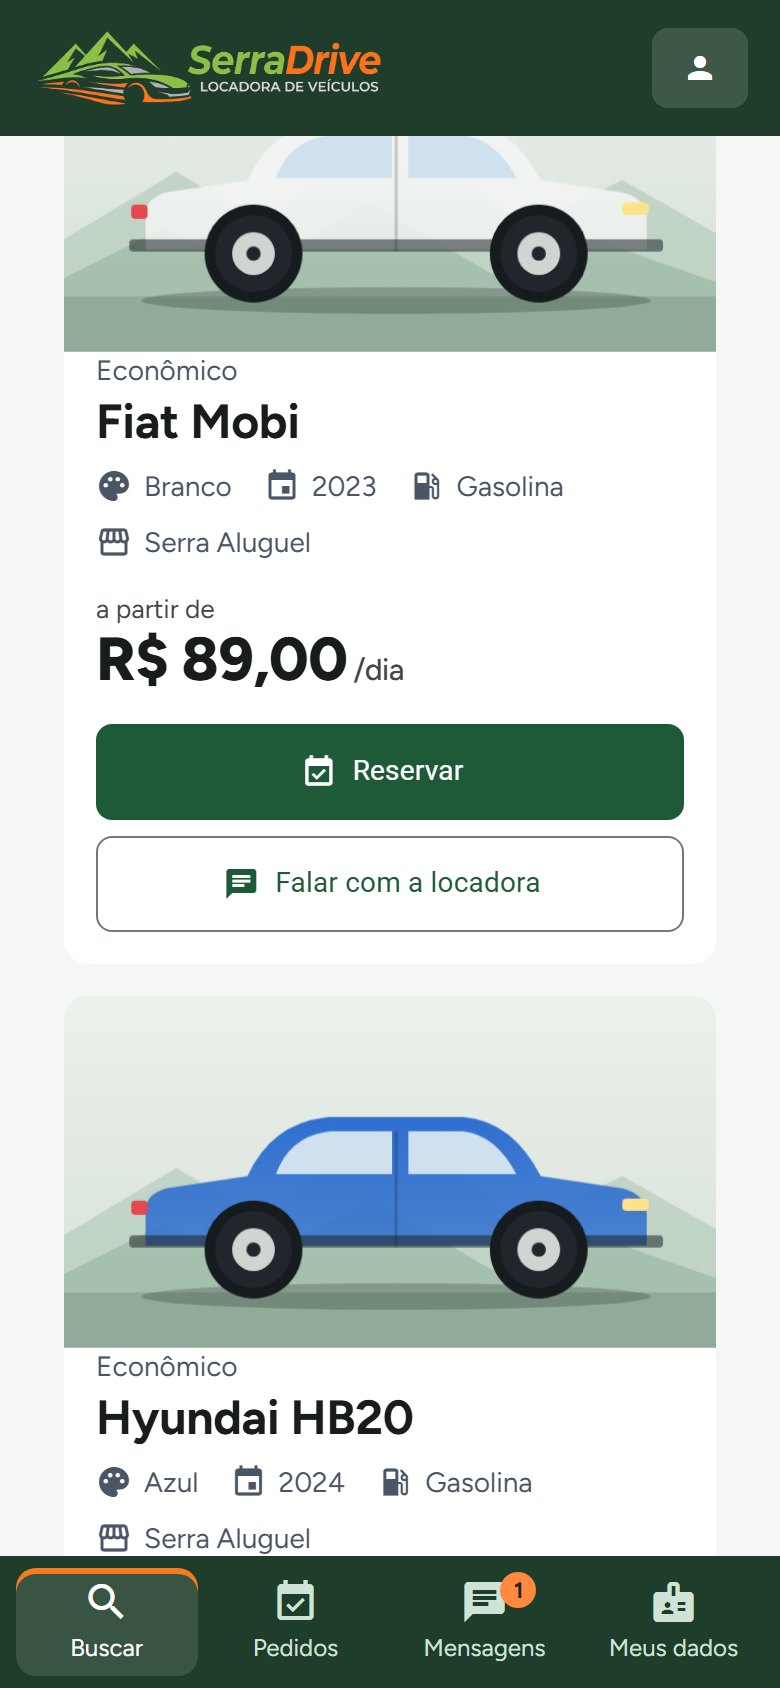 SerraDrive
LOCADORA DE VEÍCULOS
Econômico
Fiat Mobi
Branco 2023 Gasolina
Serra Aluguel
a partir de
R$ 89,00 /dia
Reservar
Falar com a locadora
Econômico
Hyundai HB20
Azul 2024 Gasolina
Serra Aluguel
1
Buscar Pedidos Mensagens Meus dados